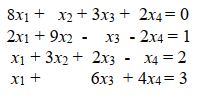 8x1 + x2 + 3x3 + 2x4 = 0
2x1 + 9x2 - x3 - 2x4 = 1
x1 + 3x2 + 2x3 - x4 = 2
x1 + 6x3 + 4x4 = 3